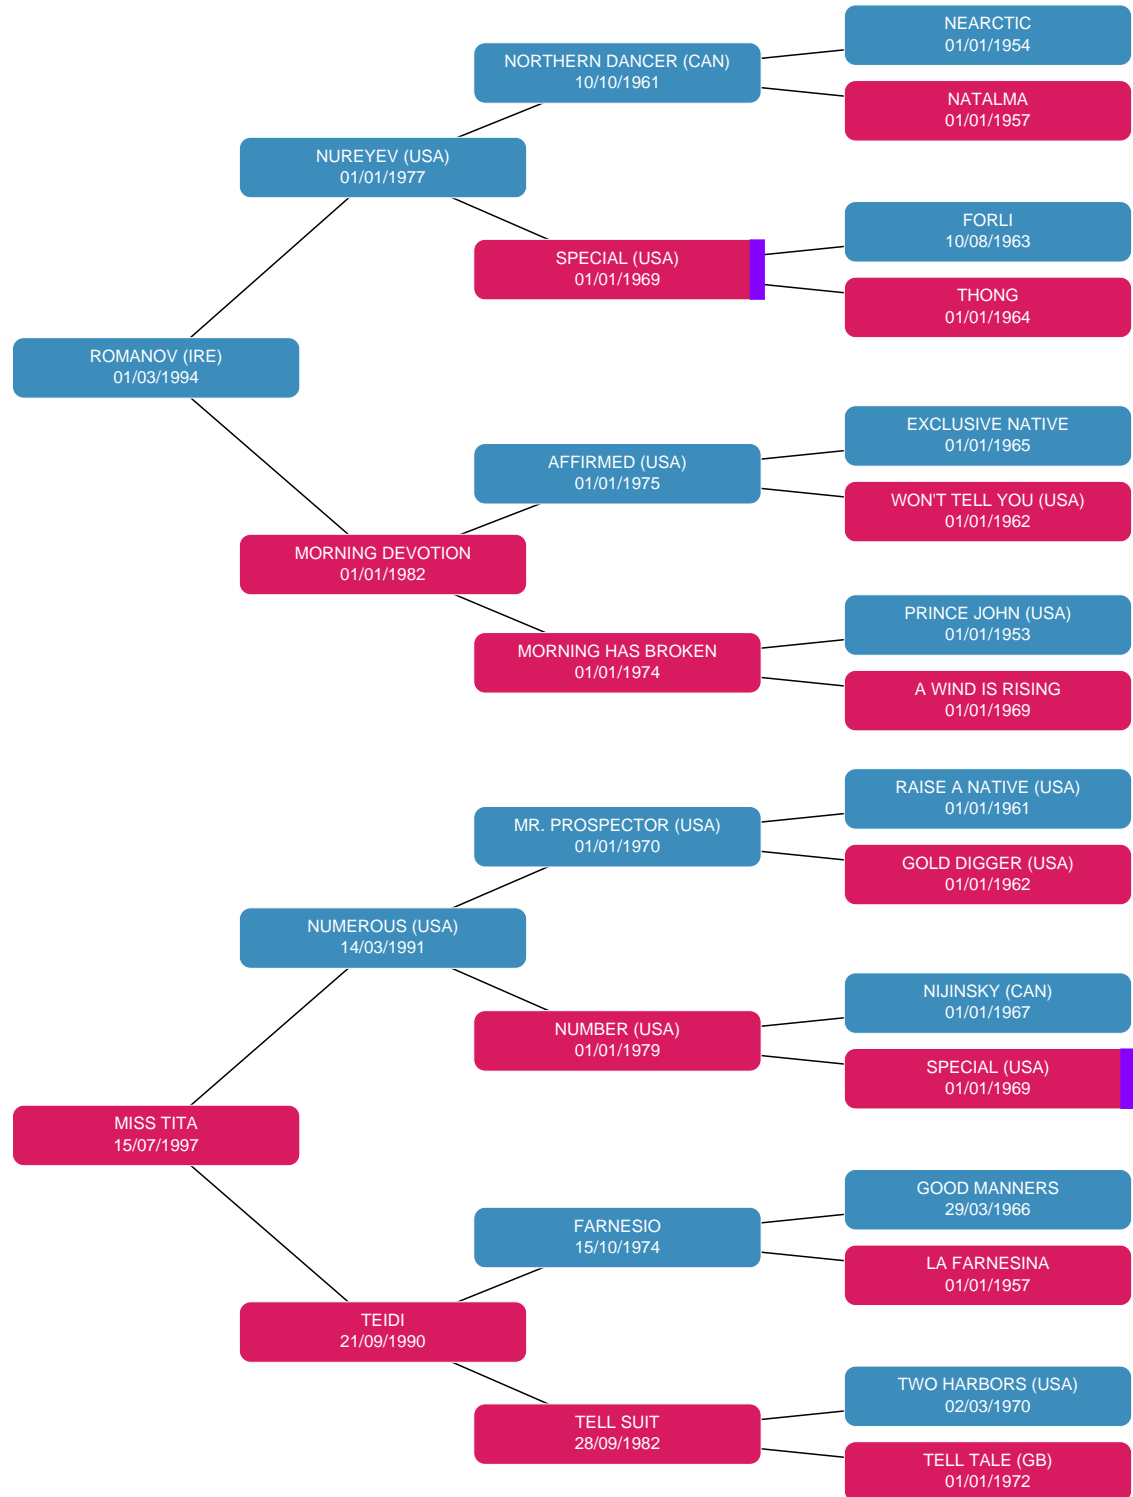 NEARCTIC
01/01/1954
NORTHERN DANCER (CAN)
10/10/1961
NATALMA
01/01/1957
NUREYEV (USA)
01/01/1977
FORLI
10/08/1963
SPECIAL (USA)
01/01/1969
THONG
01/01/1964
ROMANOV (IRE)
01/03/1994
EXCLUSIVE NATIVE
01/01/1965
AFFIRMED (USA)
01/01/1975
WON'T TELL YOU (USA)
01/01/1962
MORNING DEVOTION
01/01/1982
PRINCE JOHN (USA)
01/01/1953
MORNING HAS BROKEN
01/01/1974
A WIND IS RISING
01/01/1969
RAISE A NATIVE (USA)
01/01/1961
MR. PROSPECTOR (USA)
01/01/1970
GOLD DIGGER (USA)
01/01/1962
NUMEROUS (USA)
14/03/1991
NIJINSKY (CAN)
01/01/1967
NUMBER (USA)
01/01/1979
SPECIAL (USA)
01/01/1969
MISS TITA
15/07/1997
GOOD MANNERS
29/03/1966
FARNESIO
15/10/1974
LA FARNESINA
01/01/1957
TEIDI
21/09/1990
TWO HARBORS (USA)
02/03/1970
TELL SUIT
28/09/1982
TELL TALE (GB)
01/01/1972